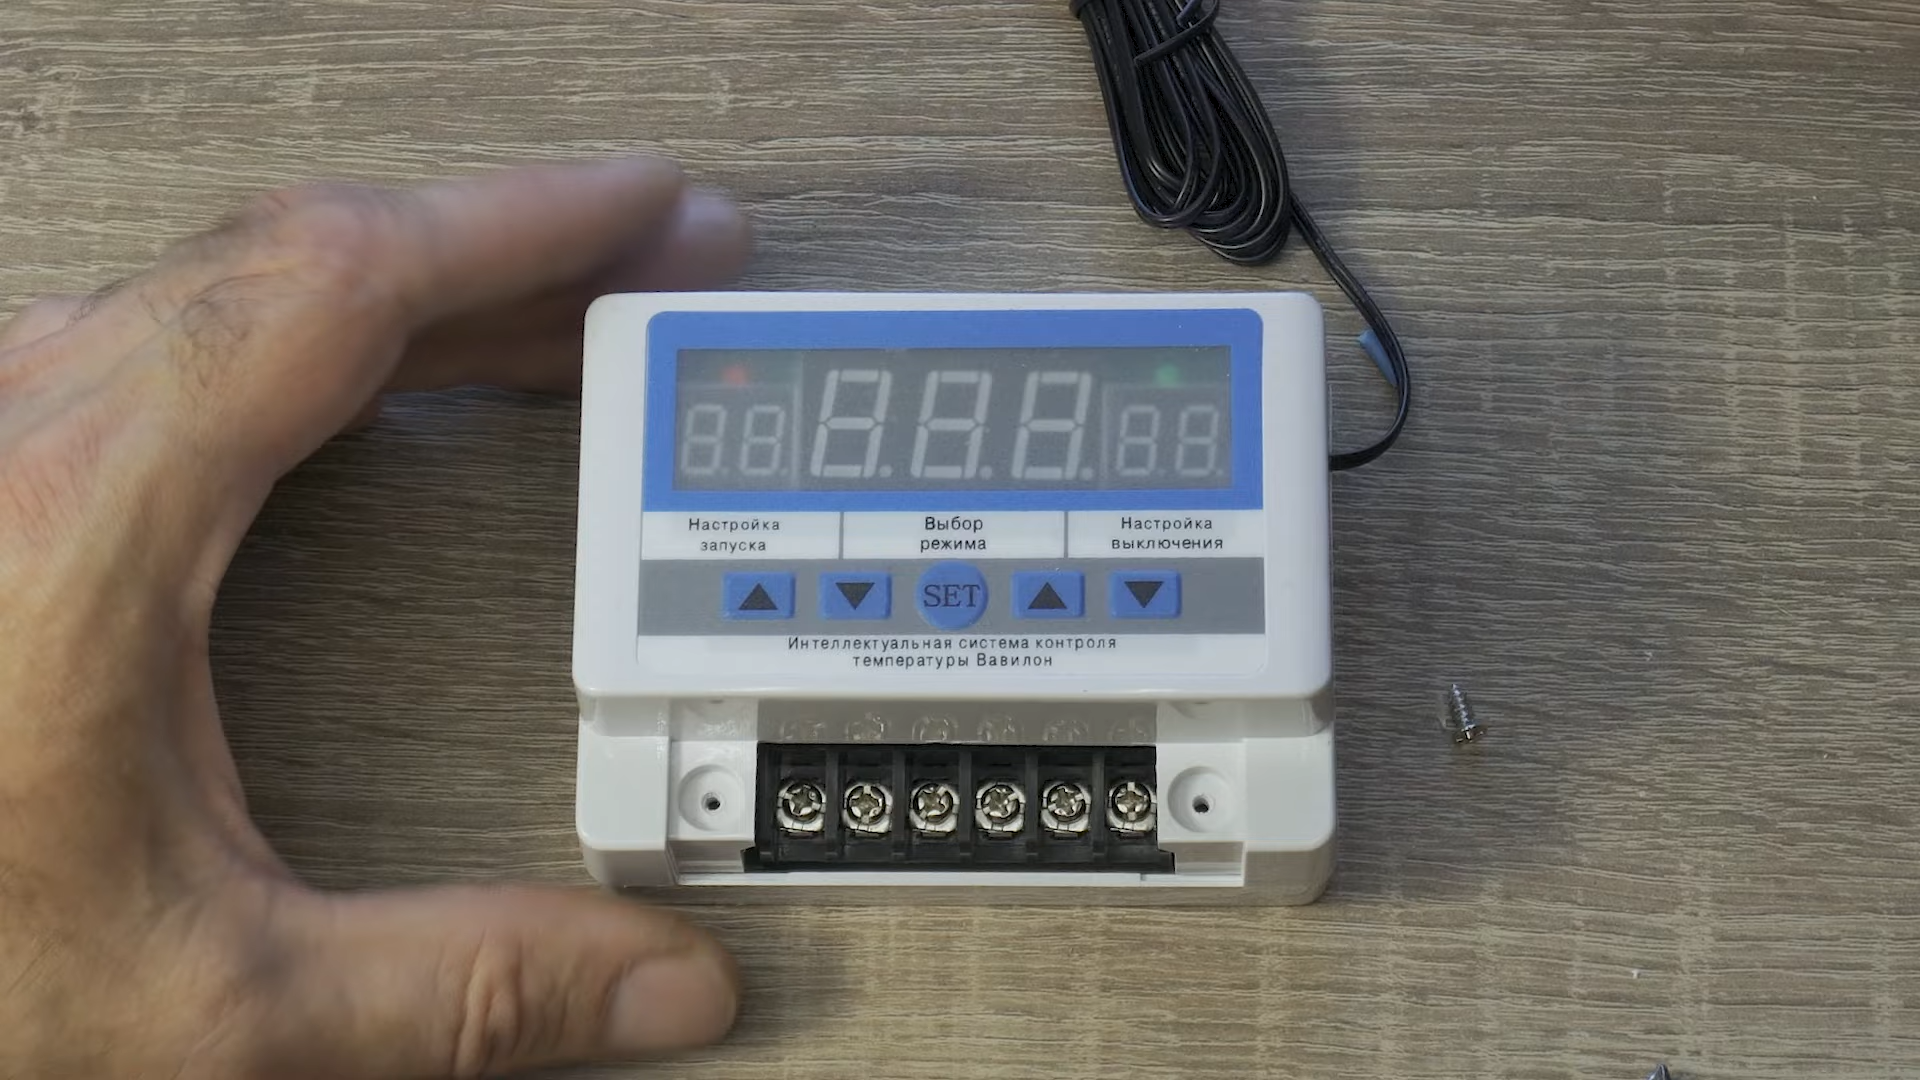 Настройка
запуска
Выбор
режима
Настройка
выключения
SET
Интеллектуальная система контроля
температуры Вавилон